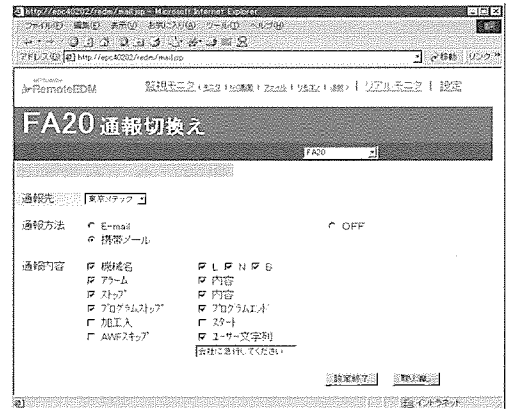 http://epc40202/redm/mail.jsp - Microsoft Internet Explorer
ファイル(F) 編集(E) 表示(V) お気に入り(A) ツール(T) ヘルプ(H)
アドレス(D) http://epc40202/redm/mail.jsp 移動 リンク »
RemoteEDM 監視モニタ | リアルモニタ | 設定
FA20 通報切換え
FA20
通報先 東京メテック
通報方法 E-mail OFF
携帯メール
通報内容 機械名 L N B
アラーム 内容
ストップ 内容
プログラムストップ プログラムエンド
加工入 スタート
AWFスキップ ユーザー文字列
会社に急行してください
設定終了
イントラネット